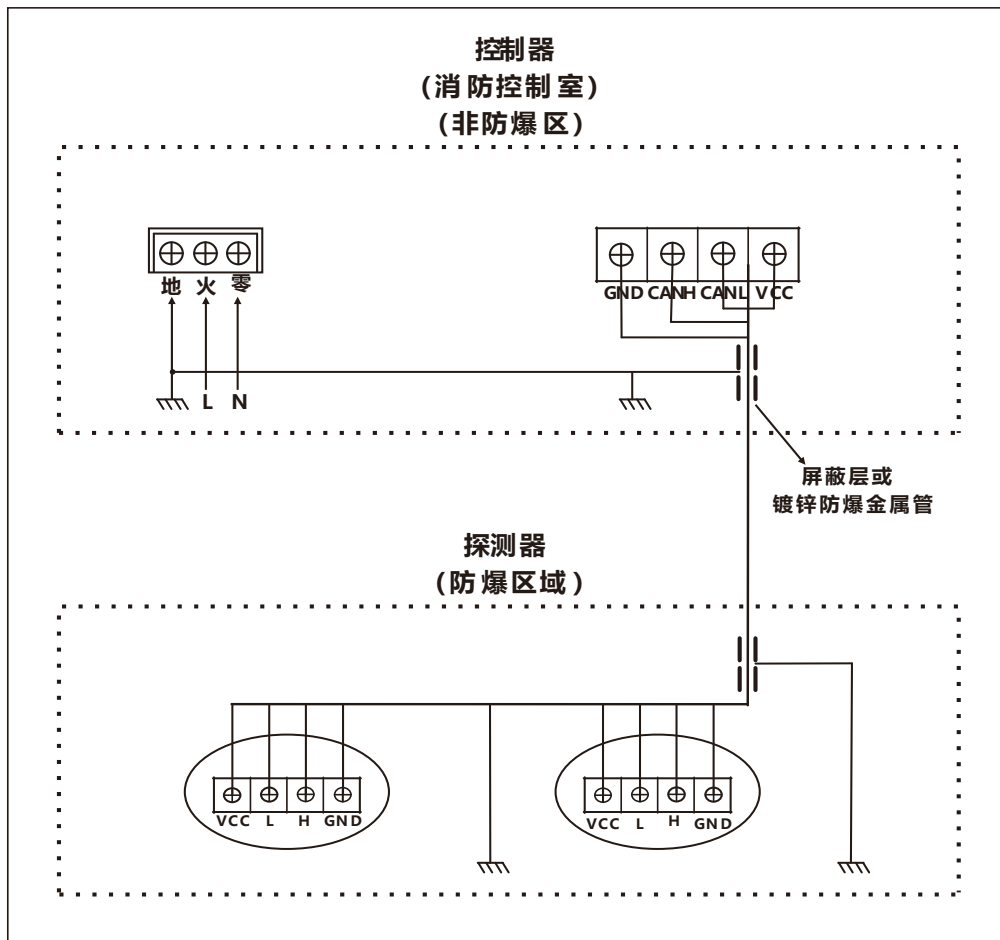 控制器
(消防控制室)
(非防爆区)
地 火 零
GND CANH CANL VCC
L N
屏蔽层或
镀锌防爆金属管
探测器
(防爆区域)
VCC L H GND
VCC L H GND